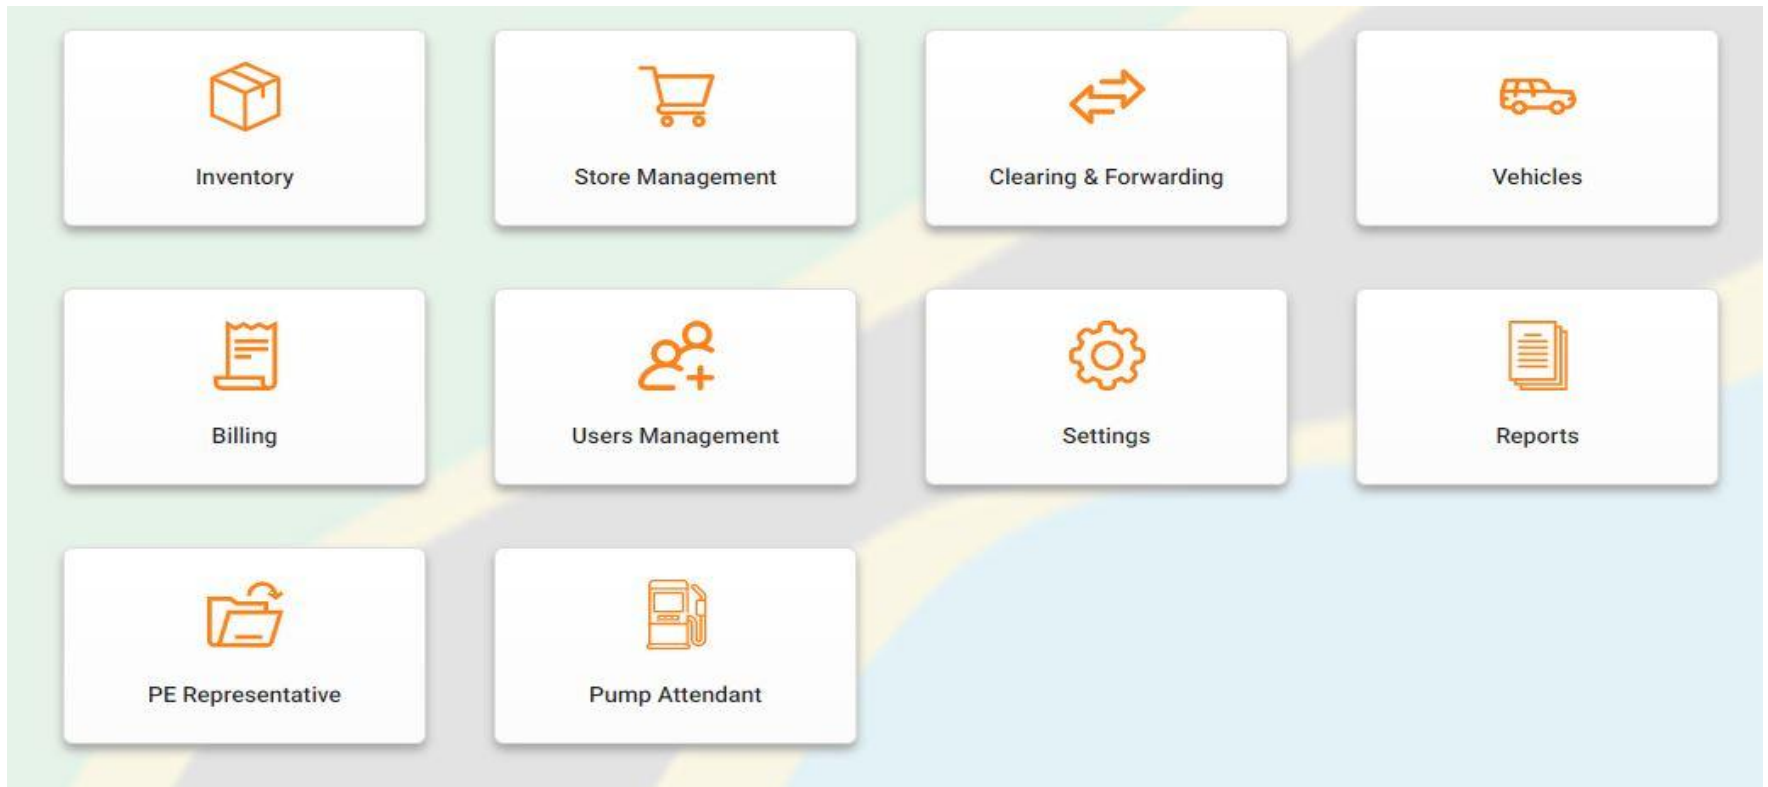 Inventory
Store Management
Clearing & Forwarding
Vehicles
Billing
Users Management
Settings
Reports
PE Representative
Pump Attendant